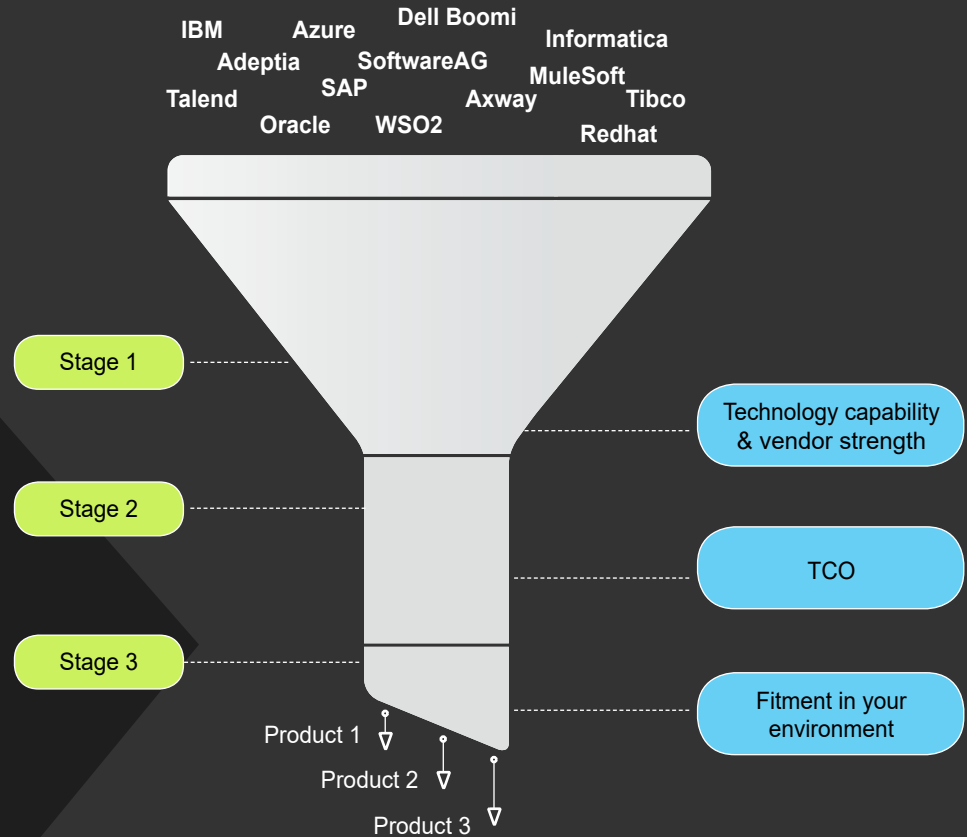 Dell Boomi
IBM
Azure
Informatica
Adeptia
SoftwareAG
MuleSoft
SAP
Talend
Axway
Tibco
Oracle
WSO2
Redhat
Stage 1
Technology capability
& vendor strength
Stage 2
TCO
Stage 3
Fitment in your
environment
Product 1
Product 2
Product 3